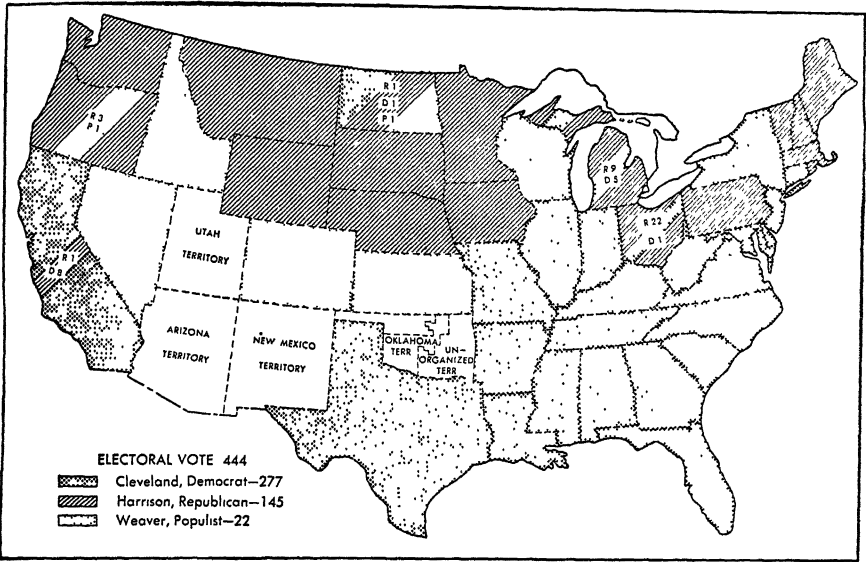 R 1
D 1
P 1
R 3
P 1
R 9
D 5
R 22
D 1
UTAH
TERRITORY
R 1
D 8
ARIZONA
TERRITORY
NEW MEXICO
TERRITORY
OKLAHOMA
TERR
UN-
ORGANIZED
TERR
ELECTORAL VOTE 444
Cleveland, Democrat—277
Harrison, Republican—145
Weaver, Populist—22